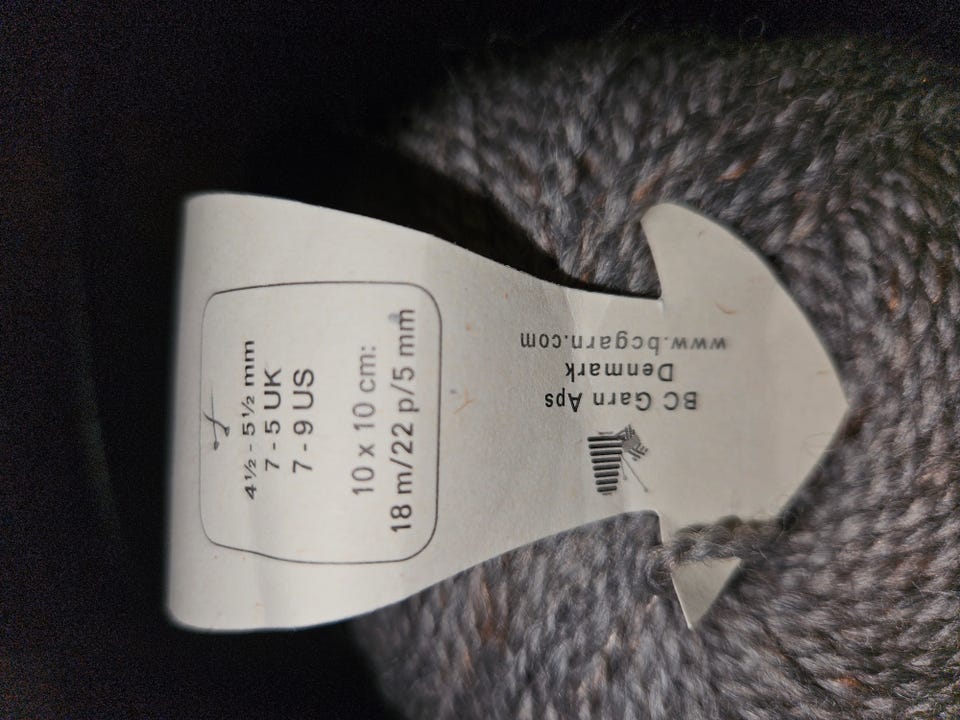 4½ - 5½ mm
7 - 5 UK
7 - 9 US
10 x 10 cm:
18 m/22 p/5 mm
BC Garn Aps
Denmark
www.bcgarn.com